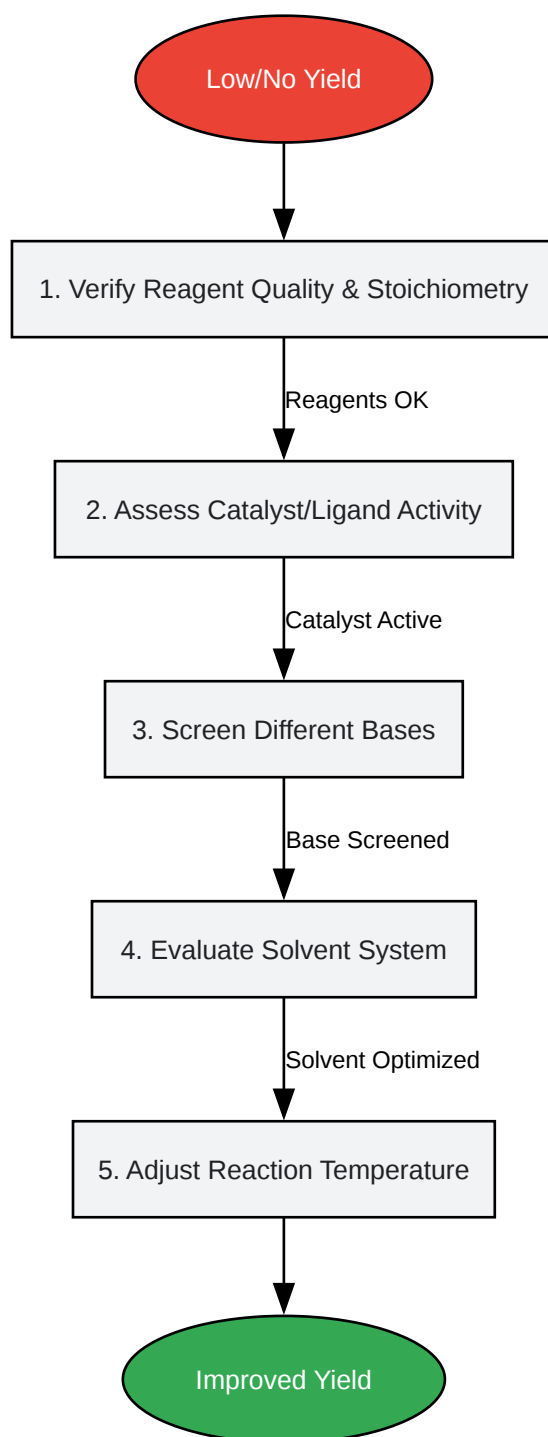 Low/No Yield
1. Verify Reagent Quality & Stoichiometry
Reagents OK
2. Assess Catalyst/Ligand Activity
Catalyst Active
3. Screen Different Bases
Base Screened
4. Evaluate Solvent System
Solvent Optimized
5. Adjust Reaction Temperature
Improved Yield